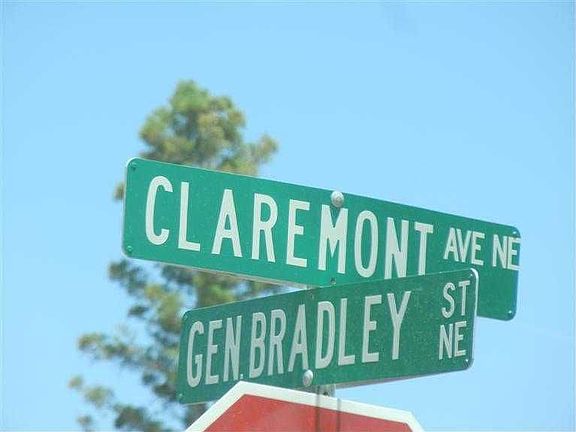 CLAREMONT AVE NE
GEN. BRADLEY ST NE